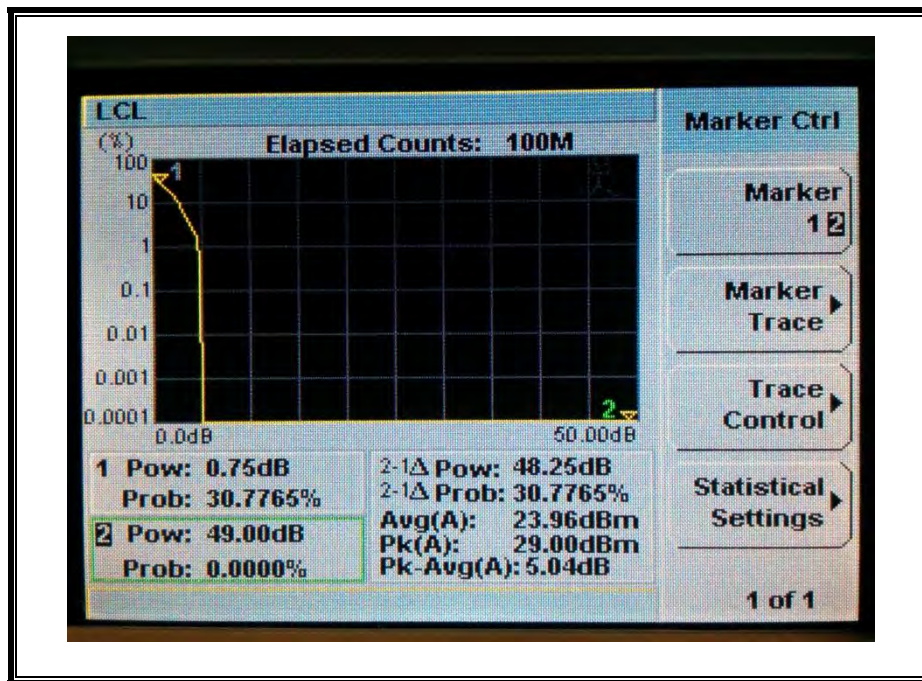 LCL
(%)
Elapsed Counts: 100M
100
1
10
1
0.1
0.01
0.001
0.0001
2
0.0dB
50.00dB
1 Pow: 0.75dB
Prob: 30.7765%
2 Pow: 49.00dB
Prob: 0.0000%
2-1Δ Pow: 48.25dB
2-1Δ Prob: 30.7765%
Avg(A): 23.96dBm
Pk(A): 29.00dBm
Pk-Avg(A): 5.04dB
Marker Ctrl
Marker
1 2
Marker
Trace
Trace
Control
Statistical
Settings
1 of 1